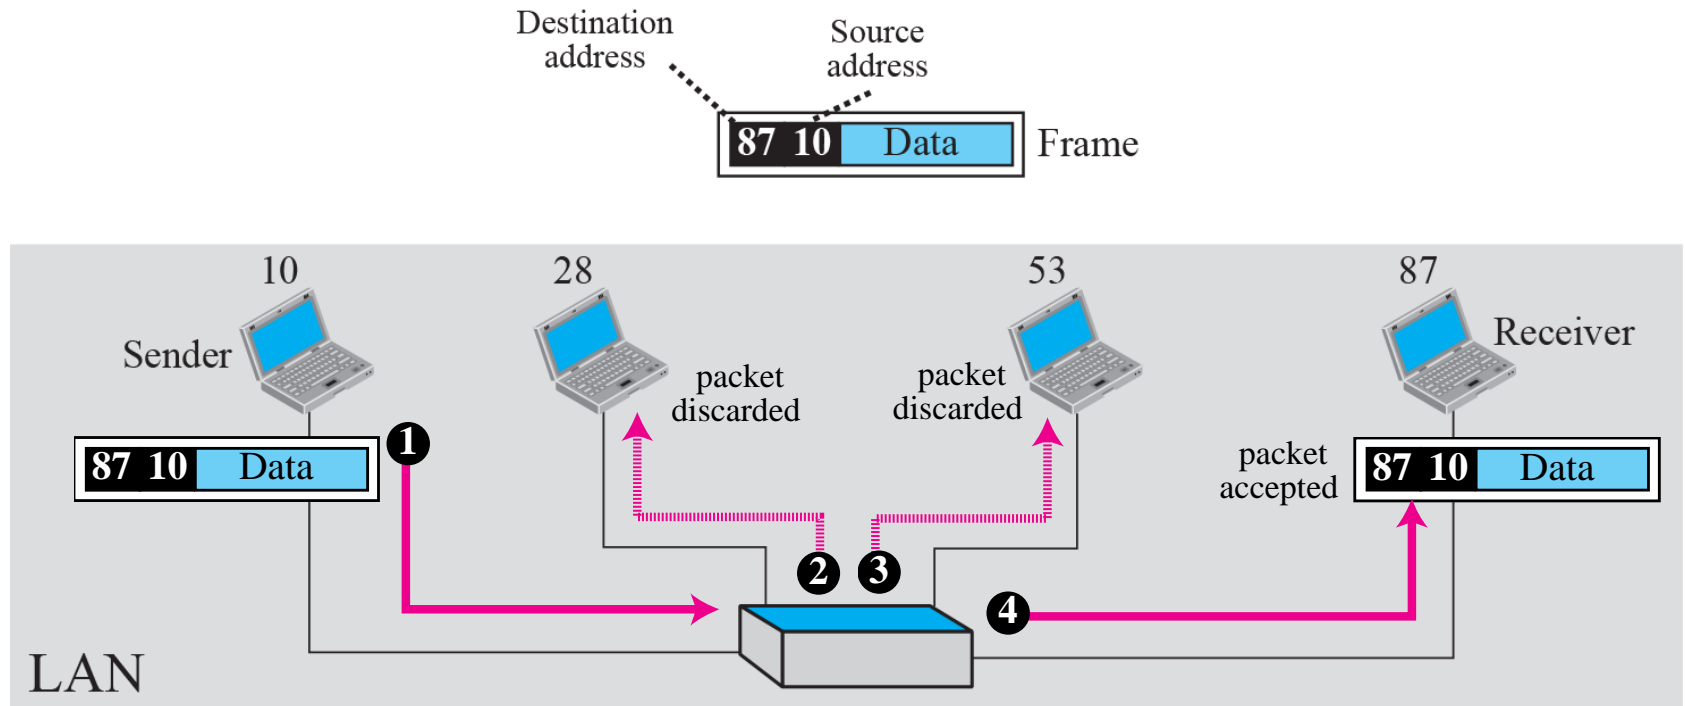 Destination
address
Source
address
87 10 Data
Frame
10
28
53
87
Sender
Receiver
packet
discarded
packet
discarded
1
87 10 Data
packet
accepted
87 10 Data
2
3
4
LAN